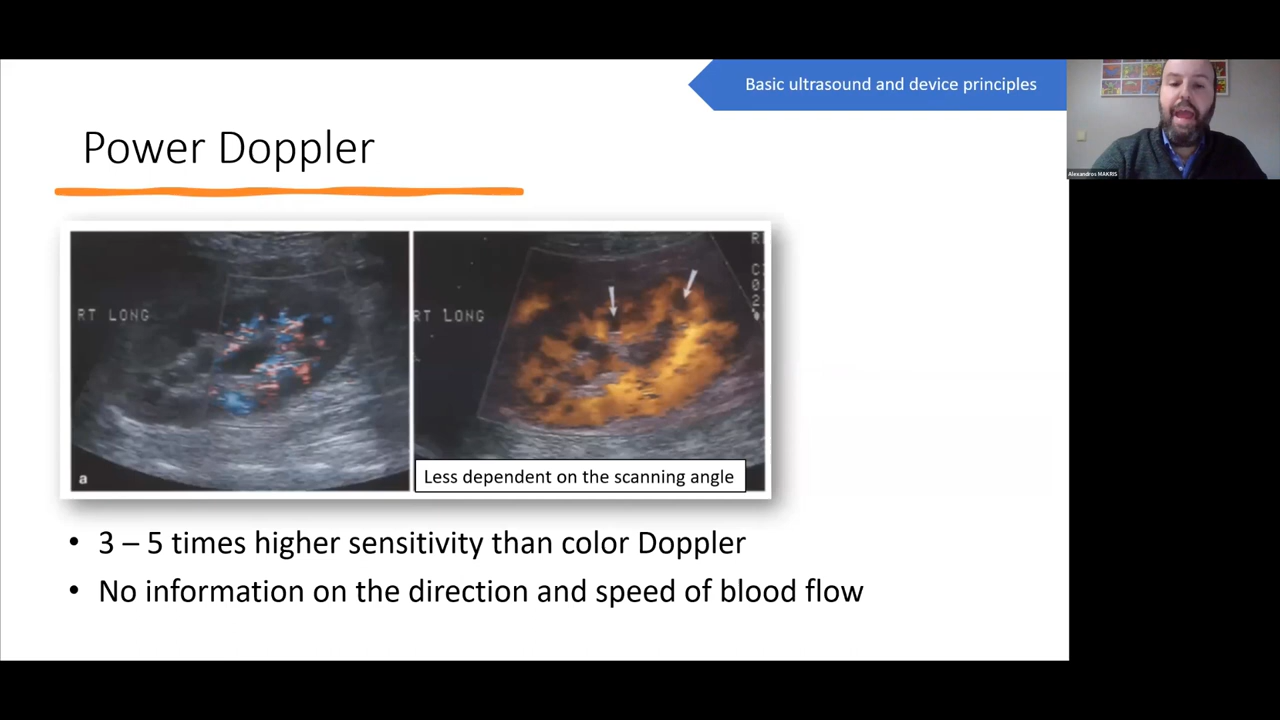 Basic ultrasound and device principles
Alexandros MAKRIS
Power Doppler
RT LONG
RT LONG
a
Less dependent on the scanning angle
• 3 – 5 times higher sensitivity than color Doppler
• No information on the direction and speed of blood flow